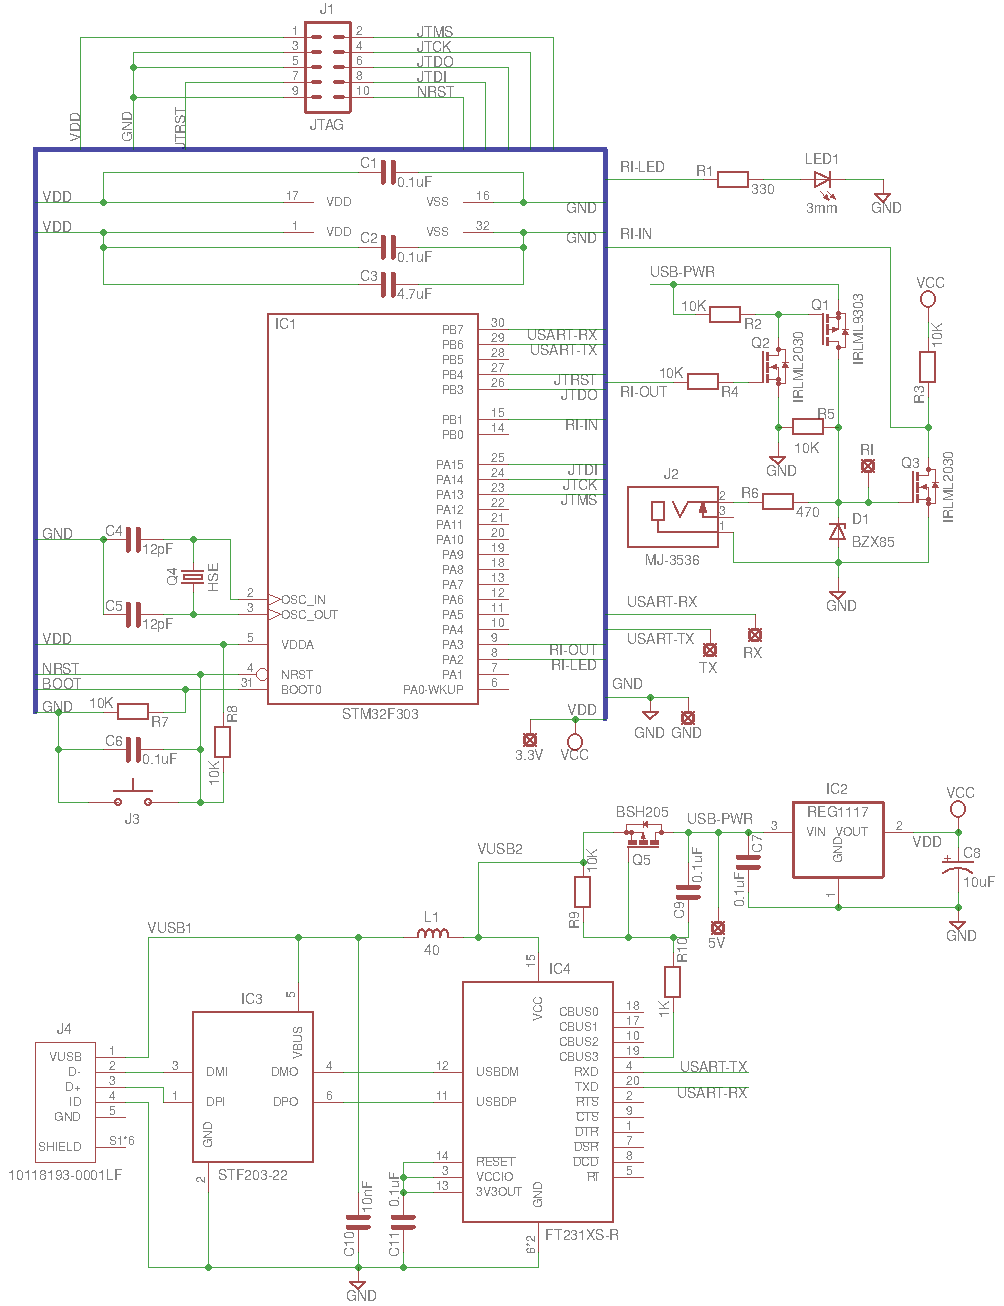 J1
1 2 JTMS
3 4 JTCK
5 6 JTDO
7 8 JTDI
9 10 NRST
JTAG
VDD
GND
JTRST
C1
0.1uF
VDD 17 VDD VSS 16 GND
VDD 1 VDD VSS 32 GND
C2
0.1uF
C3
4.7uF
RI-LED R1 330 LED1 3mm GND
RI-IN
USB-PWR
10K R2
Q1 IRLML9303
Q2 IRLML2030
VCC
10K R3
RI-OUT 10K R4
R5 10K
GND
RI
Q3 IRLML2030
J2
2
3
1
MJ-3536
R6 470
D1
BZX85
GND
IC1
PB7 30 USART-RX
PB6 29 USART-TX
PB5 28
PB4 27 JTRST
PB3 26 JTDO
PB1 15 RI-IN
PB0 14
PA15 25 JTDI
PA14 24 JTCK
PA13 23 JTMS
PA12 22
PA11 21
PA10 20
PA9 19
PA8 18
PA7 13
PA6 12
PA5 11
PA4 10
PA3 9 RI-OUT
PA2 8 RI-LED
PA1 7
PA0-WKUP 6
STM32F303
GND C4 12pF
Q4 HSE
C5 12pF
2 OSC_IN
3 OSC_OUT
VDD 5 VDDA
NRST 4 NRST
BOOT 31 BOOT0
GND 10K R7
R8 10K
C6
0.1uF
J3
USART-RX RX
USART-TX TX
GND
GND GND
VDD
3.3V VCC
BSH205
Q5
USB-PWR
IC2
REG1117
3 VIN VOUT 2
GND
1
VCC
VDD
C8
10uF
GND
C7 0.1uF
0.1uF C9
5V
VUSB2
10K R9
R10 1K
VUSB1
L1
40
IC4
15
VCC
CBUS0 18
CBUS1 17
CBUS2 10
CBUS3 19
RXD 4 USART-TX
TXD 20 USART-RX
RTS 2
CTS 9
DTR 1
DSR 7
DCD 8
RI 5
12 USBDM
11 USBDP
14 RESET
3 VCCIO
13 3V3OUT
GND
6*2
FT231XS-R
IC3
5
VBUS
3 DMI DMO 4
1 DPI DPO 6
GND
2
STF203-22
J4
VUSB 1
D- 2
D+ 3
ID 4
GND 5
SHIELD S1*6
10118193-0001LF
10nF C10
0.1uF C11
GND